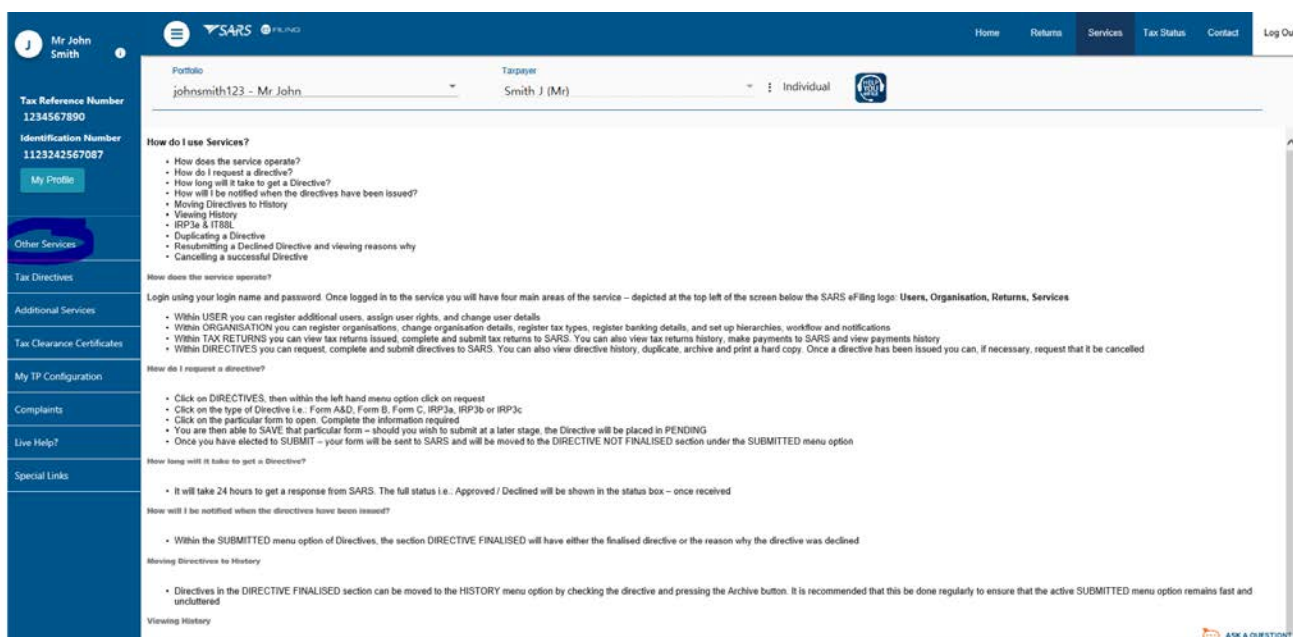 J
Mr John
Smith
i
Tax Reference Number
1234567890
Identification Number
1123242567087
My Profile
Other Services
Tax Directives
Additional Services
Tax Clearance Certificates
My TP Configuration
Complaints
Live Help?
Special Links
SARS eFILING
Home
Returns
Services
Tax Status
Contact
Log Ou
Portfolio
johnsmith123 - Mr John
Taxpayer
Smith J (Mr)
Individual
HELP
YOU
eFILE
How do I use Services?
• How does the service operate?
• How do I request a directive?
• How long will it take to get a Directive?
• How will I be notified when the directives have been issued?
• Moving Directives to History
• Viewing History
• IRP3e & IT88L
• Duplicating a Directive
• Resubmitting a Declined Directive and viewing reasons why
• Cancelling a successful Directive
How does the service operate?
Login using your login name and password. Once logged in to the service you will have four main areas of the service – depicted at the top left of the screen below the SARS eFiling logo: Users, Organisation, Returns, Services
• Within USER you can register additional users, assign user rights, and change user details
• Within ORGANISATION you can register organisations, change organisation details, register tax types, register banking details, and set up hierarchies, workflow and notifications
• Within TAX RETURNS you can view tax returns issued, complete and submit tax returns to SARS. You can also view tax returns history, make payments to SARS and view payments history
• Within DIRECTIVES you can request, complete and submit directives to SARS. You can also view directive history, duplicate, archive and print a hard copy. Once a directive has been issued you can, if necessary, request that it be cancelled
How do I request a directive?
• Click on DIRECTIVES, then within the left hand menu option click on request
• Click on the type of Directive i.e.: Form A&D, Form B, Form C, IRP3a, IRP3b or IRP3c
• Click on the particular form to open. Complete the information required
• You are then able to SAVE that particular form – should you wish to submit at a later stage, the Directive will be placed in PENDING
• Once you have elected to SUBMIT – your form will be sent to SARS and will be moved to the DIRECTIVE NOT FINALISED section under the SUBMITTED menu option
How long will it take to get a Directive?
• It will take 24 hours to get a response from SARS. The full status i.e.: Approved / Declined will be shown in the status box – once received
How will I be notified when the directives have been issued?
• Within the SUBMITTED menu option of Directives, the section DIRECTIVE FINALISED will have either the finalised directive or the reason why the directive was declined
Moving Directives to History
• Directives in the DIRECTIVE FINALISED section can be moved to the HISTORY menu option by checking the directive and pressing the Archive button. It is recommended that this be done regularly to ensure that the active SUBMITTED menu option remains fast and
uncluttered
Viewing History
ASK A QUESTION?